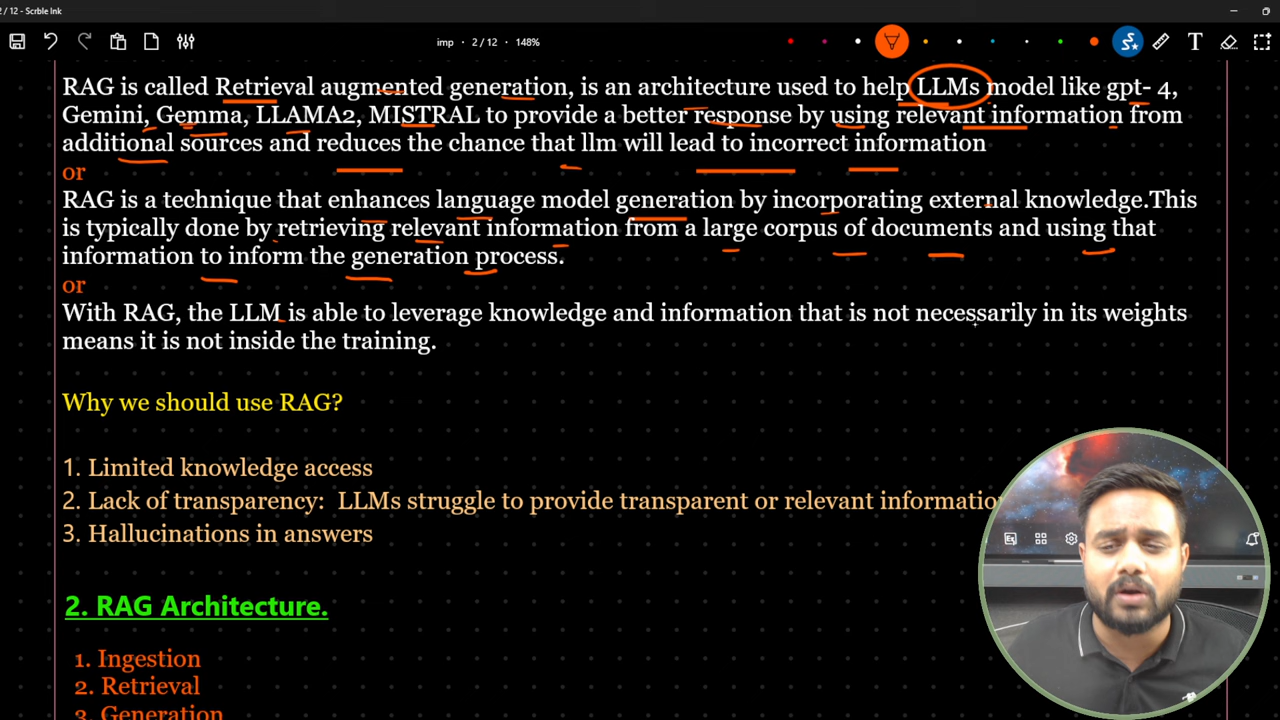 2 / 12 - Scrble Ink
imp · 2 / 12 · 148%
RAG is called Retrieval augmented generation, is an architecture used to help LLMs model like gpt- 4,
Gemini, Gemma, LLAMA2, MISTRAL to provide a better response by using relevant information from
additional sources and reduces the chance that llm will lead to incorrect information
or
RAG is a technique that enhances language model generation by incorporating external knowledge.This
is typically done by retrieving relevant information from a large corpus of documents and using that
information to inform the generation process.
or
With RAG, the LLM is able to leverage knowledge and information that is not necessarily in its weights
means it is not inside the training.
Why we should use RAG?
1. Limited knowledge access
2. Lack of transparency: LLMs struggle to provide transparent or relevant information
3. Hallucinations in answers
2. RAG Architecture.
1. Ingestion
2. Retrieval
3. Generation